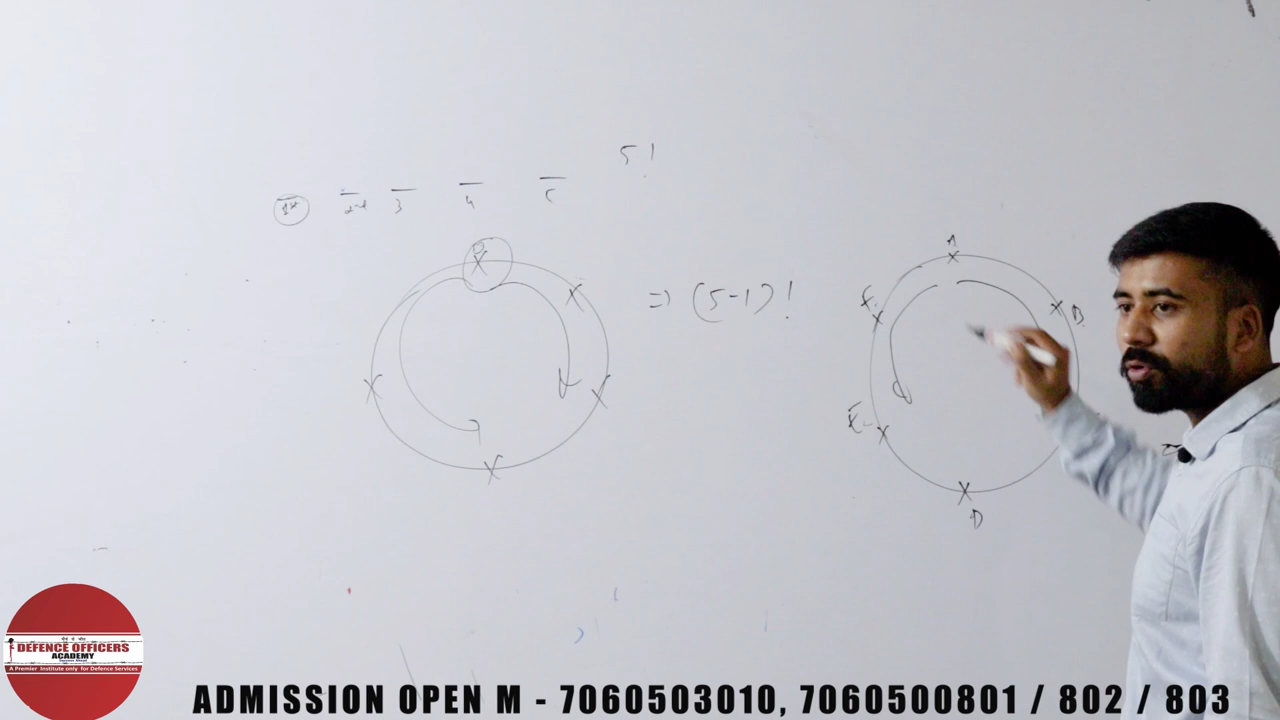 5!
1st 2nd 3 4 5
=> (5-1)!
A
F
B
E
D
शौर्य से जीत
DEFENCE OFFICERS
ACADEMY
A Premier Institute only for Defence Services
ADMISSION OPEN M - 7060503010, 7060500801 / 802 / 803